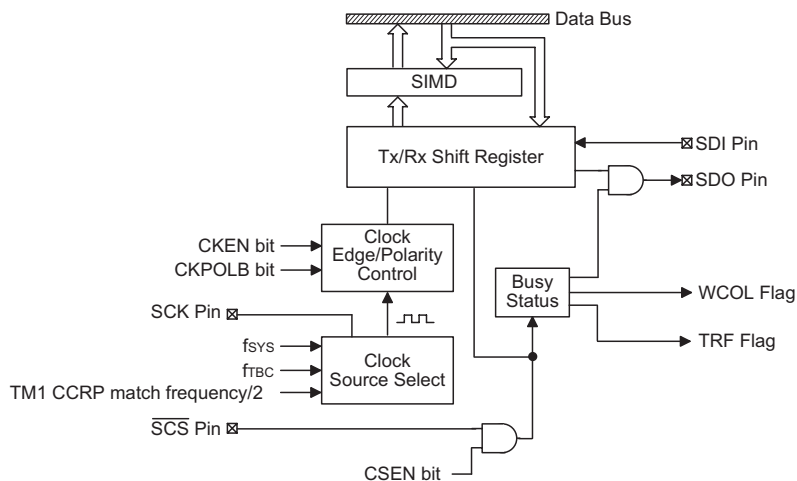 Data Bus
SIMD
Tx/Rx Shift Register
SDI Pin
SDO Pin
CKEN bit
CKPOLB bit
Clock
Edge/Polarity
Control
Busy
Status
WCOL Flag
TRF Flag
SCK Pin
fSYS
fTBC
TM1 CCRP match frequency/2
Clock
Source Select
SCS Pin
CSEN bit